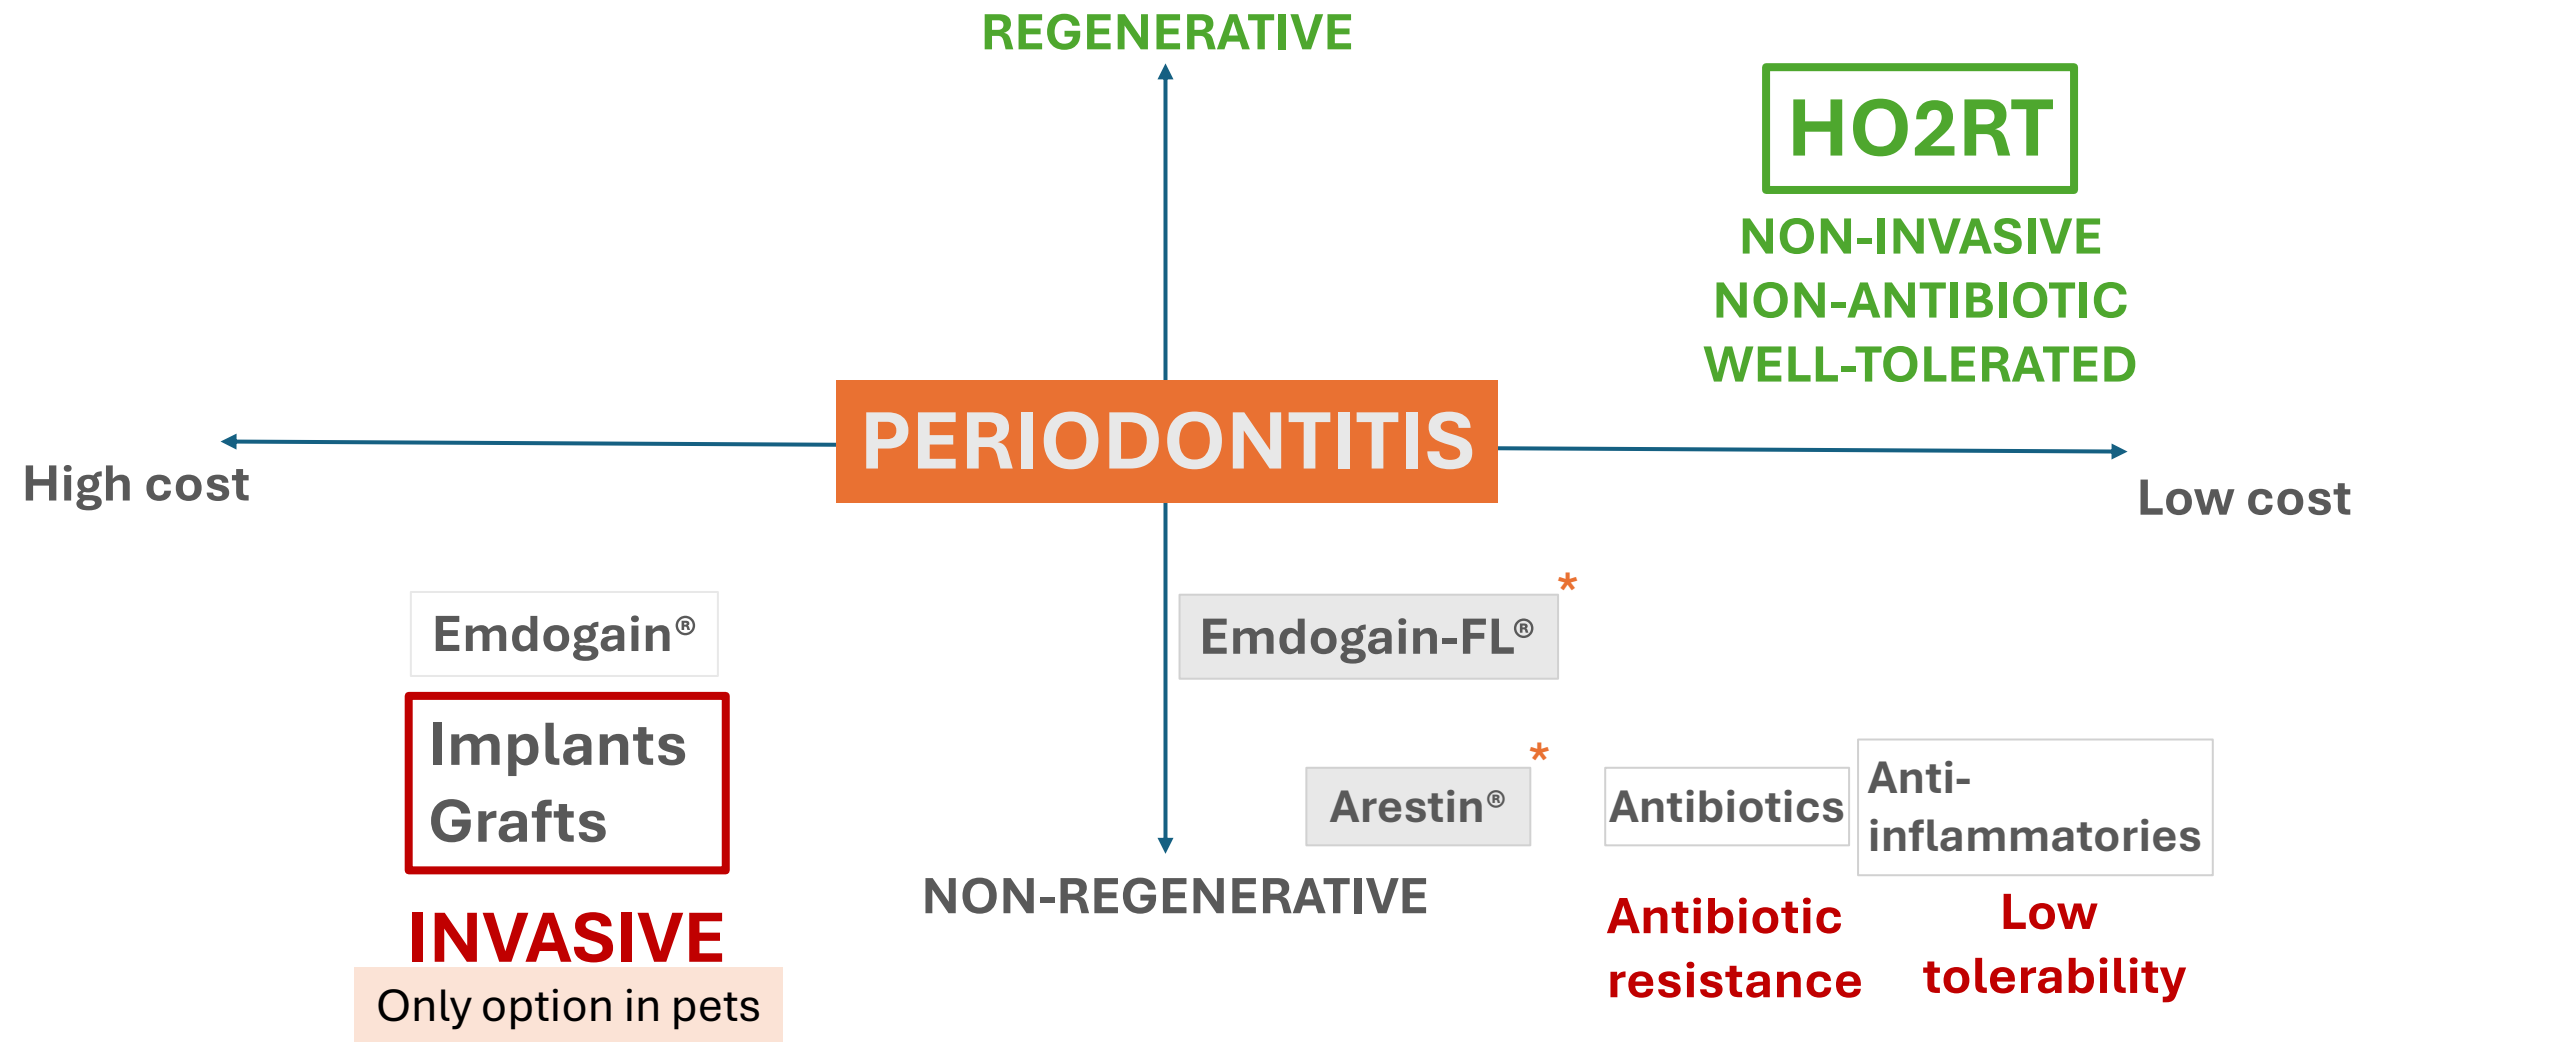 REGENERATIVE
HO2RT
NON-INVASIVE
NON-ANTIBIOTIC
WELL-TOLERATED
PERIODONTITIS
High cost
Low cost
Emdogain®
Emdogain-FL®
*
Implants
Grafts
Arestin®
*
Antibiotics
Anti-
inflammatories
NON-REGENERATIVE
INVASIVE
Only option in pets
Antibiotic
resistance
Low
tolerability